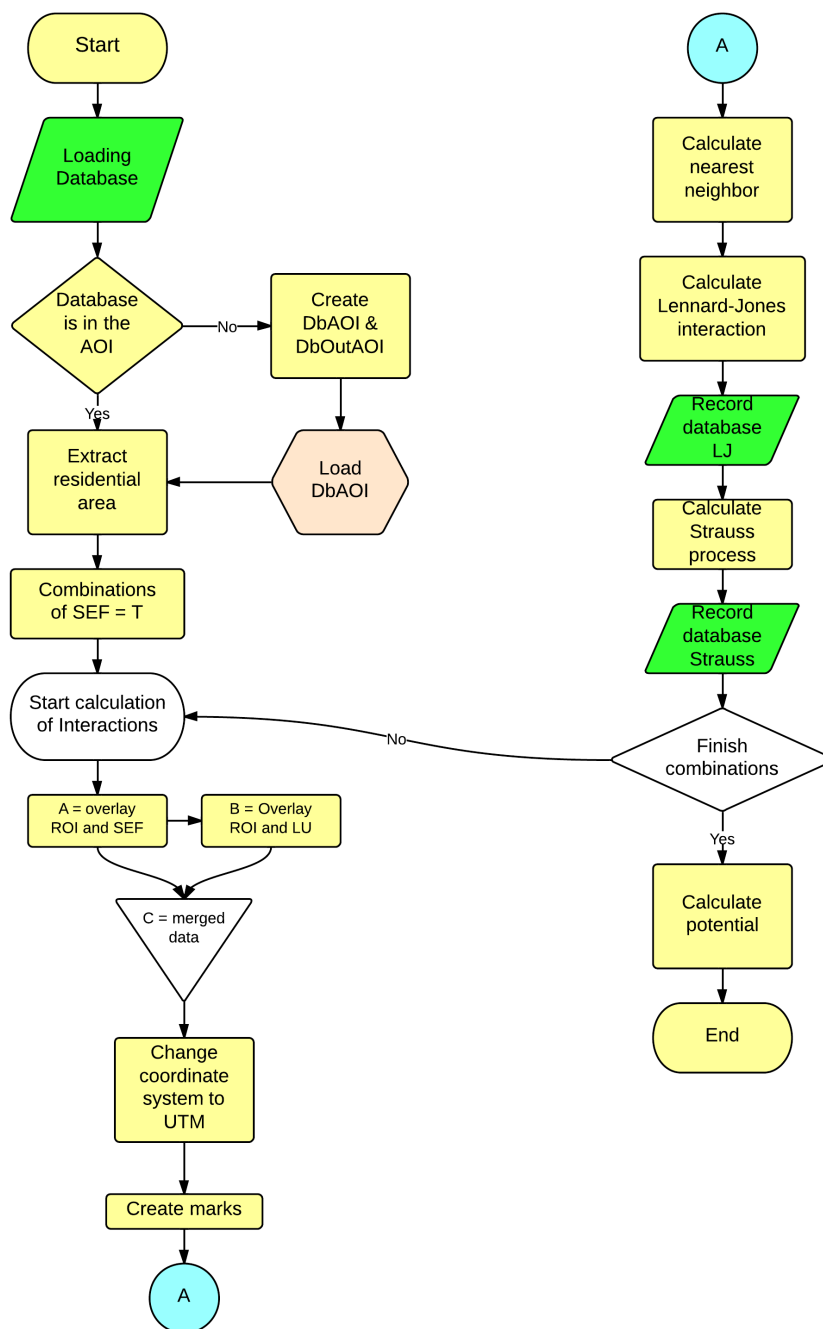 Start
Loading
Database
Database
is in the
AOI
No
Create
DbAOI &
DbOutAOI
Yes
Extract
residential
area
Load
DbAOI
Combinations
of SEF = T
Start calculation
of Interactions
A = overlay
ROI and SEF
B = Overlay
ROI and LU
C = merged
data
Change
coordinate
system to
UTM
Create marks
A
A
Calculate
nearest
neighbor
Calculate
Lennard-Jones
interaction
Record
database
LJ
Calculate
Strauss
process
Record
database
Strauss
Finish
combinations
No
Yes
Calculate
potential
End